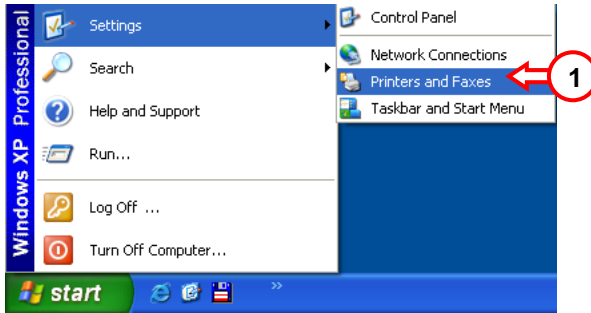 Settings
Search
Help and Support
Run...
Log Off ...
Turn Off Computer...
Windows XP Professional
start
»
Control Panel
Network Connections
Printers and Faxes
Taskbar and Start Menu
1